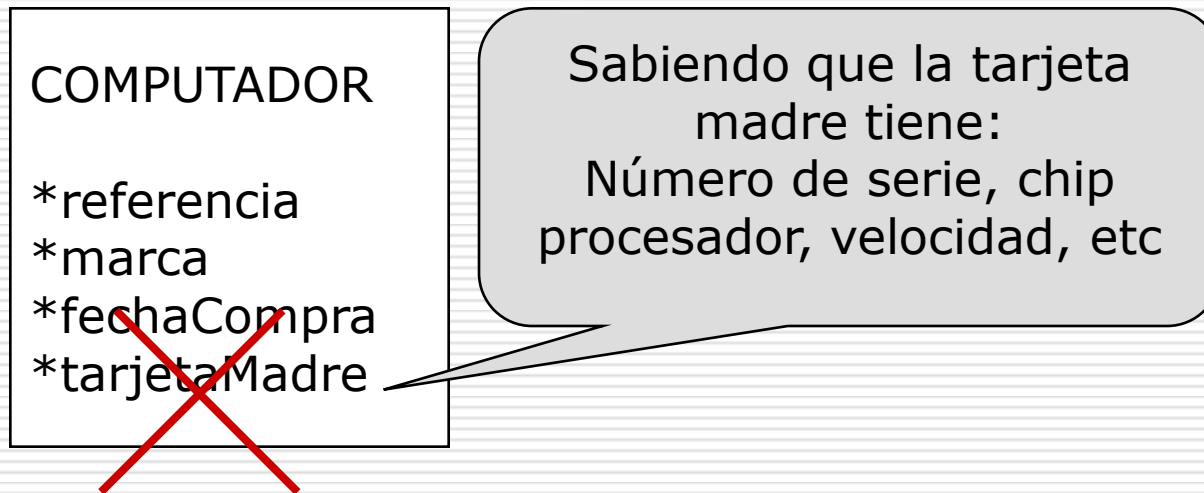 COMPUTADOR
*referencia
*marca
*fechaCompra
*tarjetaMadre
Sabiendo que la tarjeta
madre tiene:
Número de serie, chip
procesador, velocidad, etc